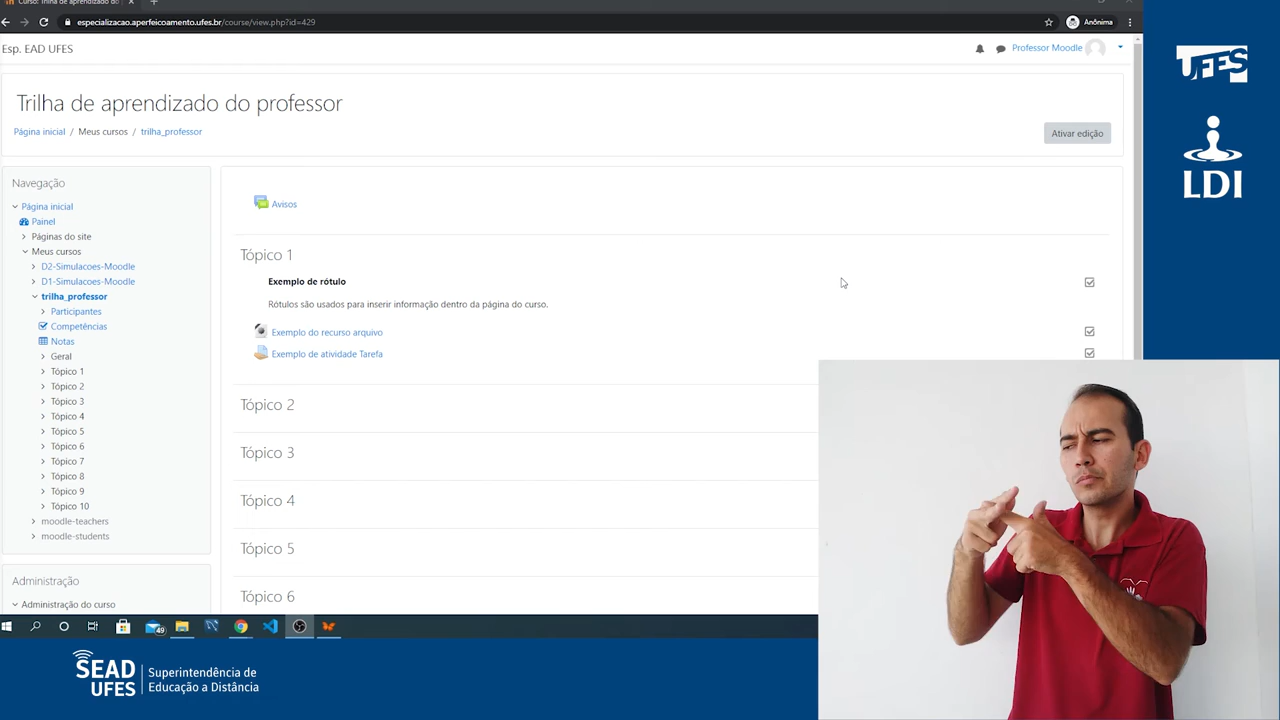 Curso: Trilha de aprendizado do
especializacao.aperfeicoamento.ufes.br/course/view.php?id=429
Anônima
Esp. EAD UFES
Professor Moodle
Trilha de aprendizado do professor
Página inicial / Meus cursos / trilha_professor
Ativar edição
Navegação
Página inicial
Painel
Páginas do site
Meus cursos
D2-Simulacoes-Moodle
D1-Simulacoes-Moodle
trilha_professor
Participantes
Competências
Notas
Geral
Tópico 1
Tópico 2
Tópico 3
Tópico 4
Tópico 5
Tópico 6
Tópico 7
Tópico 8
Tópico 9
Tópico 10
moodle-teachers
moodle-students
Administração
Administração do curso
Avisos
Tópico 1
Exemplo de rótulo
Rótulos são usados para inserir informação dentro da página do curso.
Exemplo do recurso arquivo
Exemplo de atividade Tarefa
Tópico 2
Tópico 3
Tópico 4
Tópico 5
Tópico 6
49
UFES
LDI
SEAD
UFES
Superintendência de
Educação a Distância